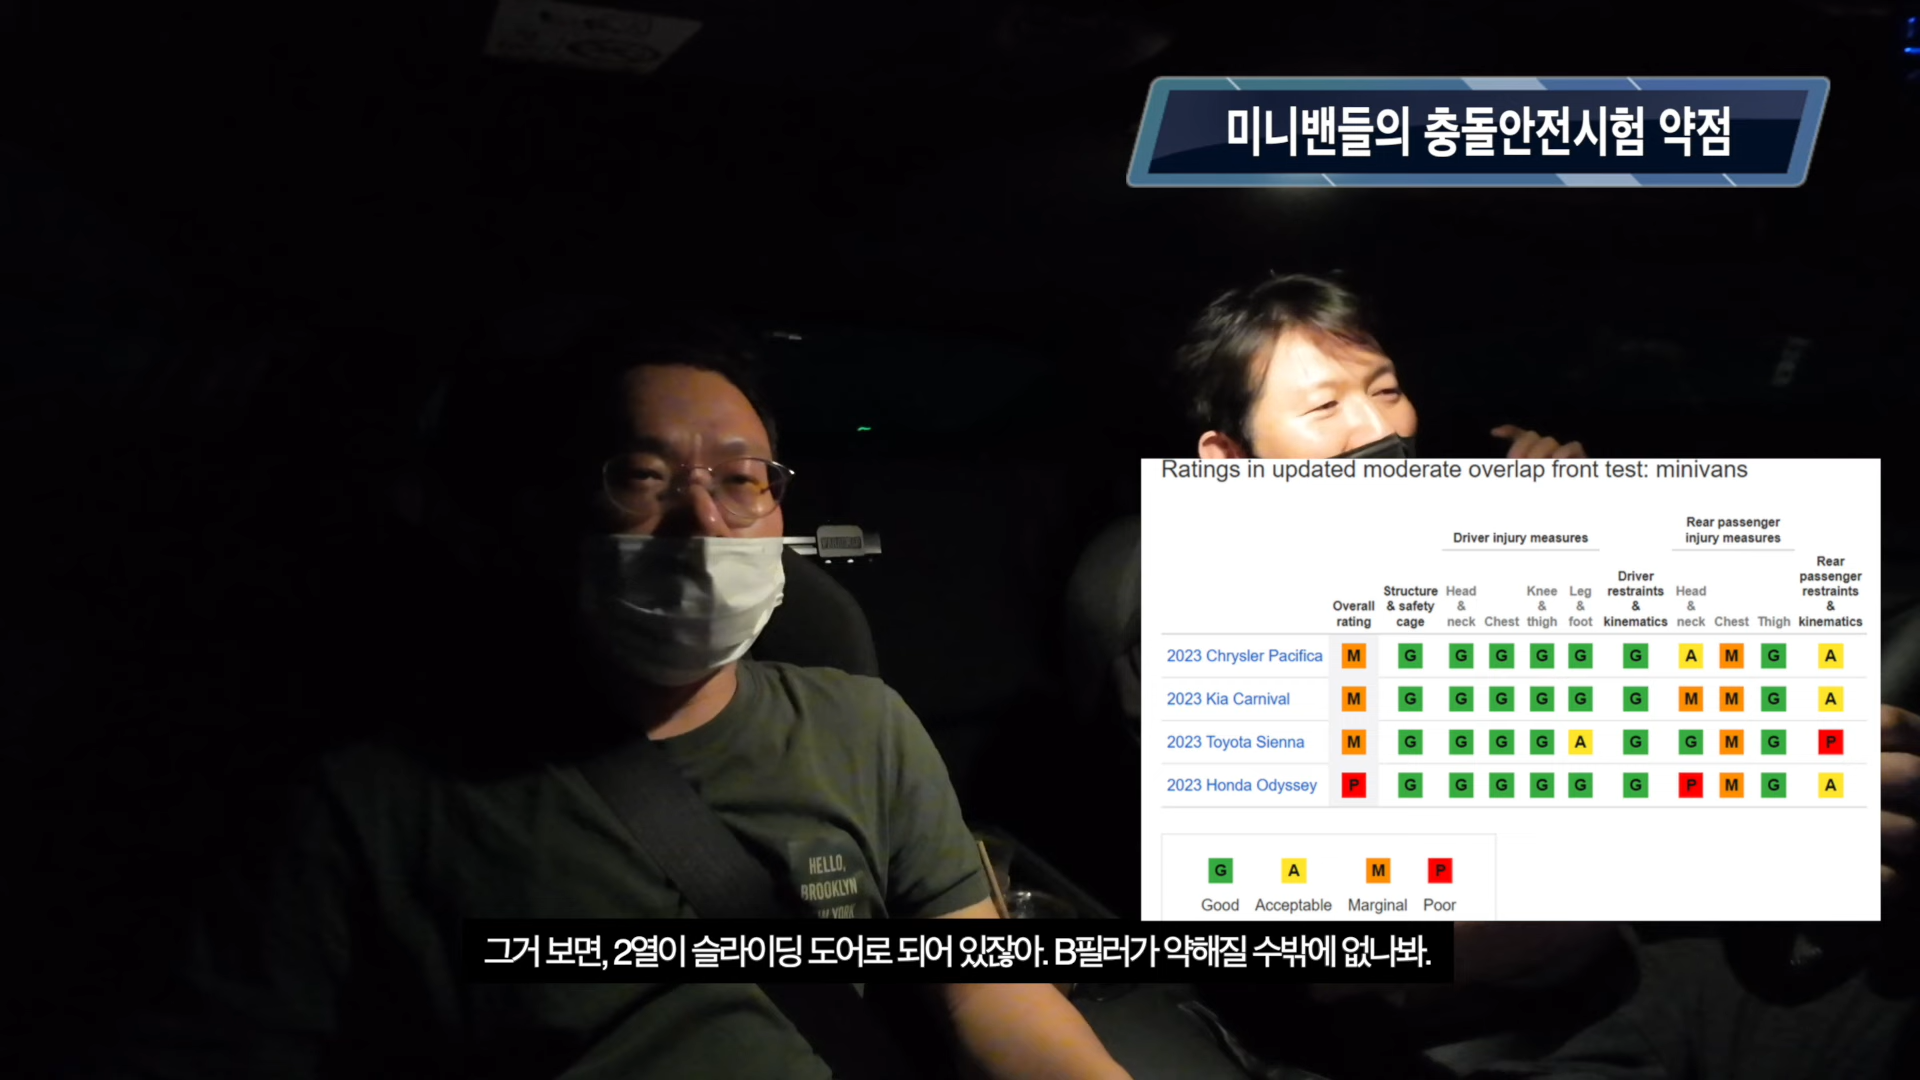 미니밴들의 충돌안전시험 약점
Ratings in updated moderate overlap front test: minivans
Driver injury measures
Rear passenger injury measures
Overall rating
Structure & safety cage
Head & neck
Chest
Knee & thigh
Leg & foot
Driver restraints & kinematics
Head & neck
Chest
Thigh
Rear passenger restraints & kinematics
2023 Chrysler Pacifica M G G G G G G A M G A
2023 Kia Carnival M G G G G G G M M G A
2023 Toyota Sienna M G G G G A G G M G P
2023 Honda Odyssey P G G G G G G P M G A
G A M P
Good Acceptable Marginal Poor
HELLO,
BROOKLYN
YORK
그거 보면, 2열이 슬라이딩 도어로 되어 있잖아. B필러가 약해질 수밖에 없나봐.